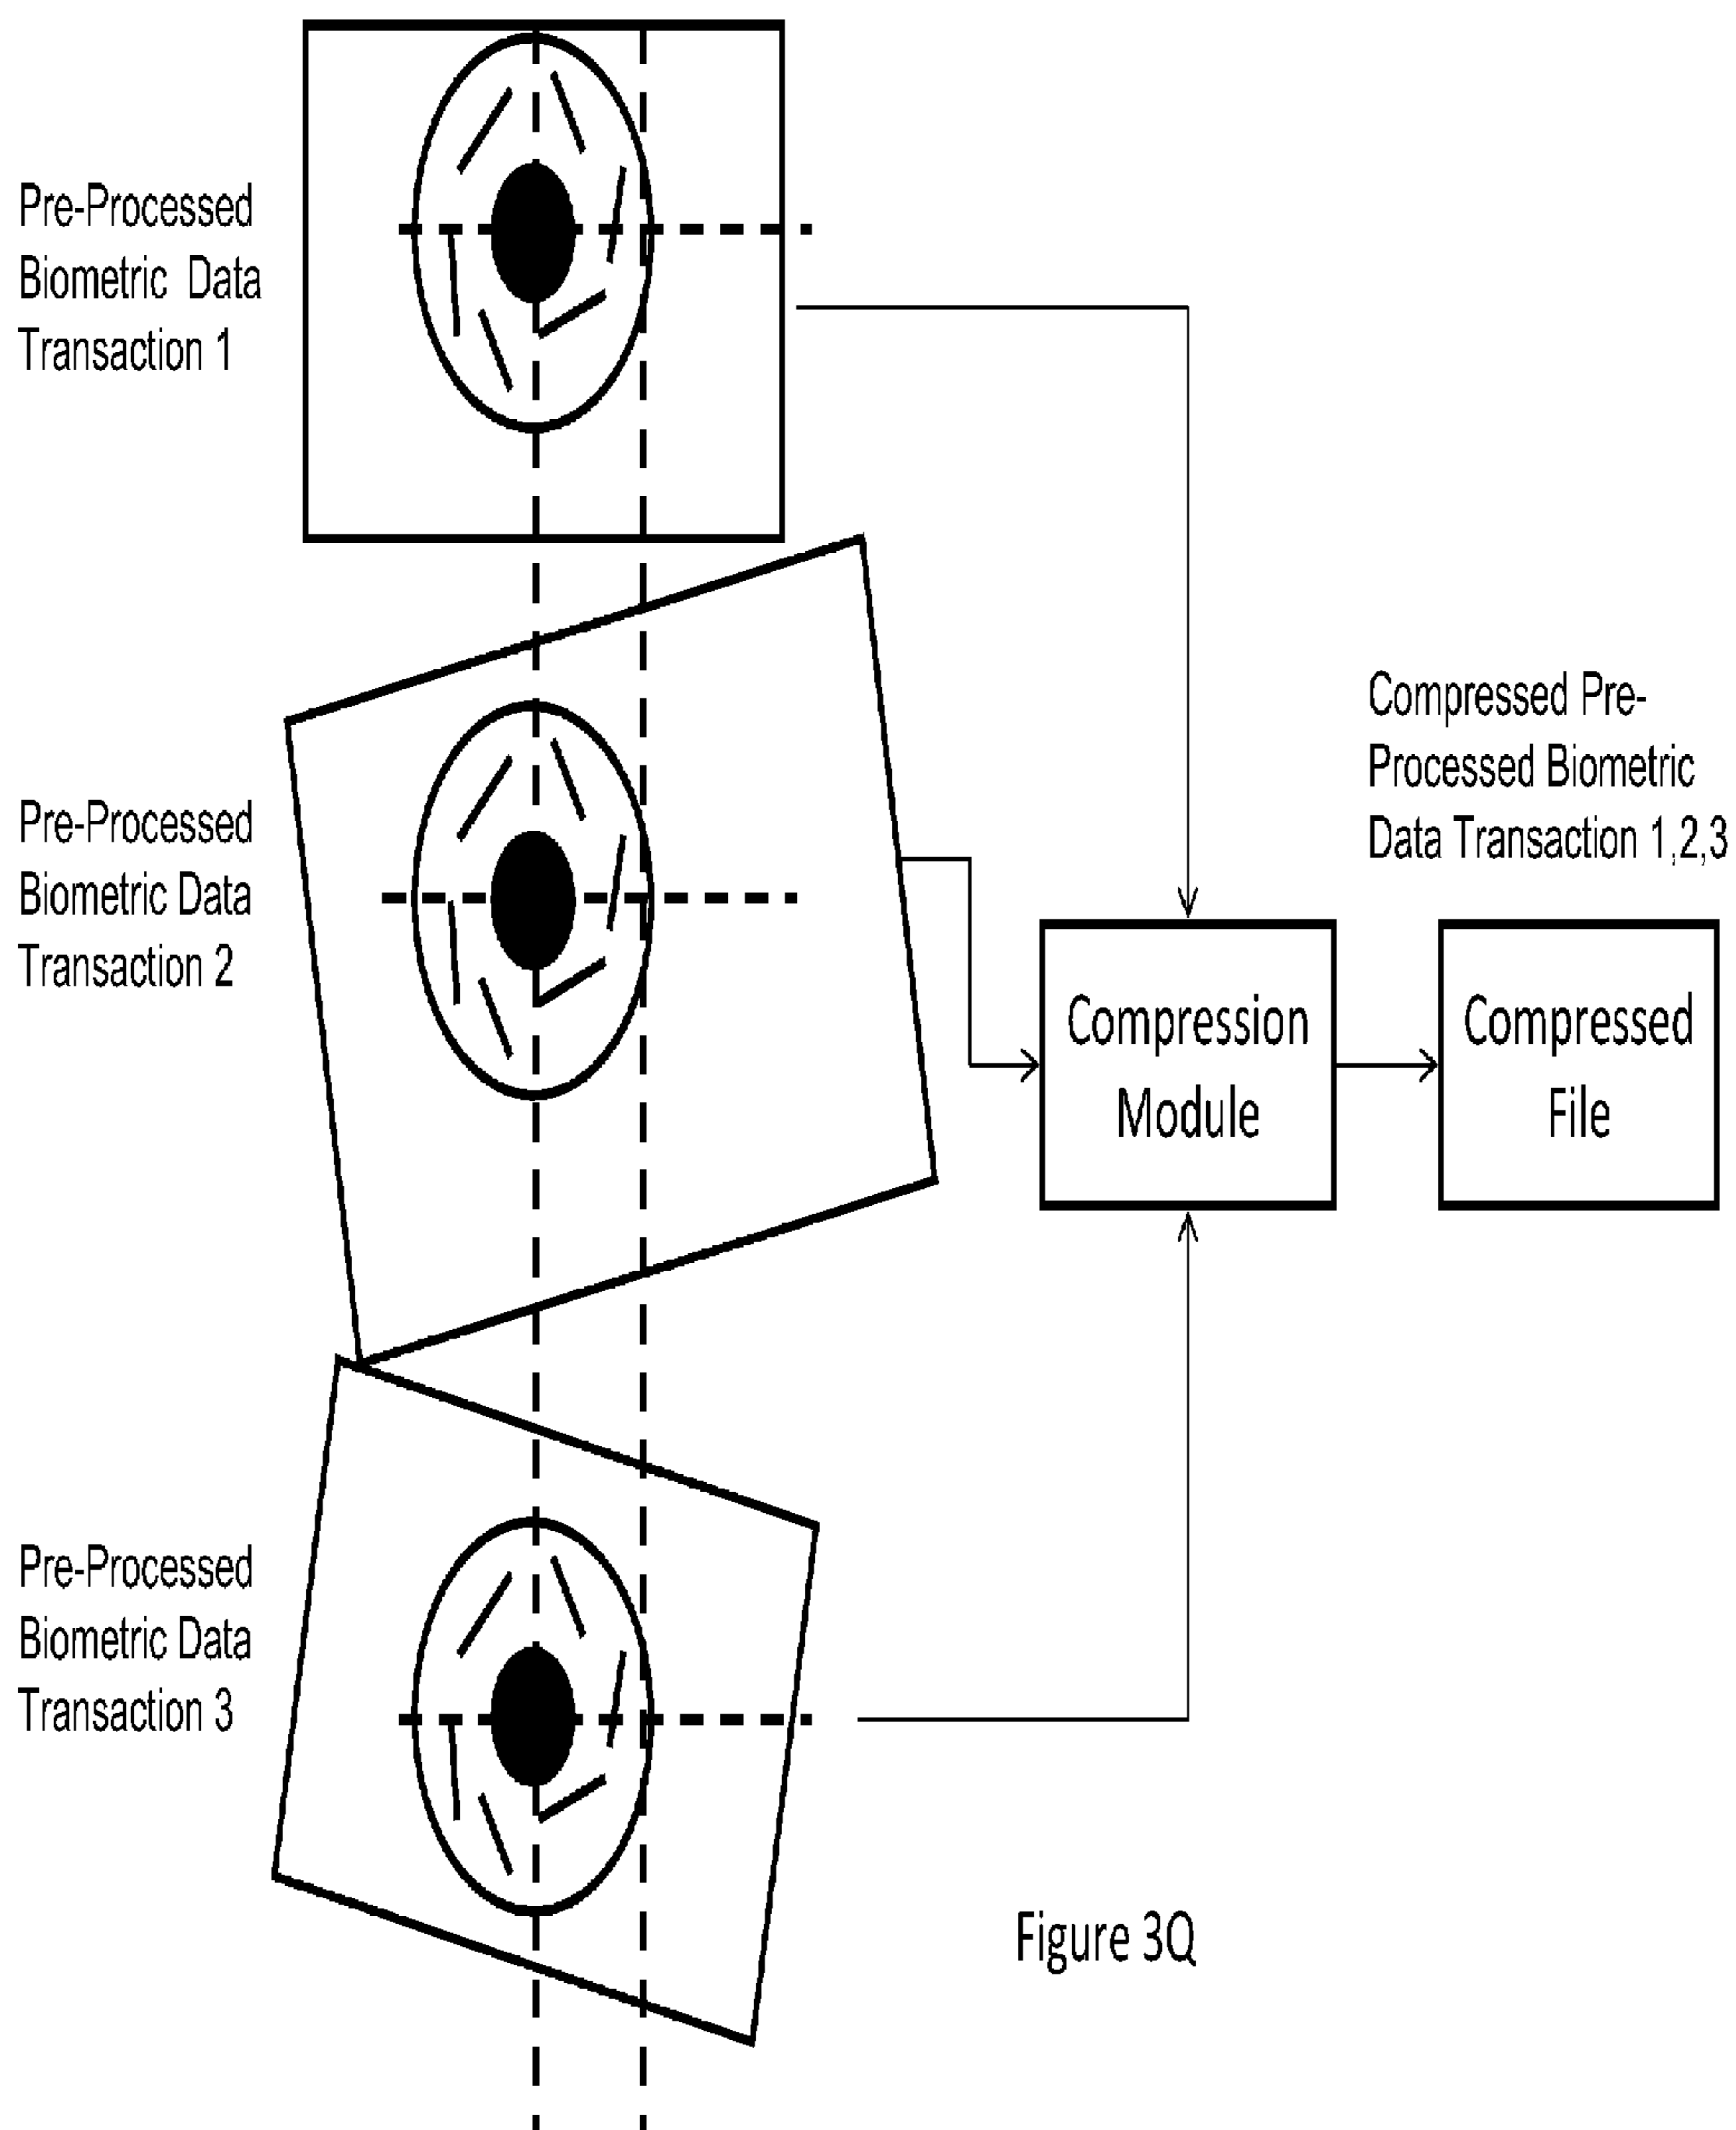 Pre-Processed
Biometric Data
Transaction 1
Pre-Processed
Biometric Data
Transaction 2
Compressed Pre-
Processed Biometric
Data Transaction 1,2,3
Compression
Module
Compressed
File
Pre-Processed
Biometric Data
Transaction 3
Figure 3Q